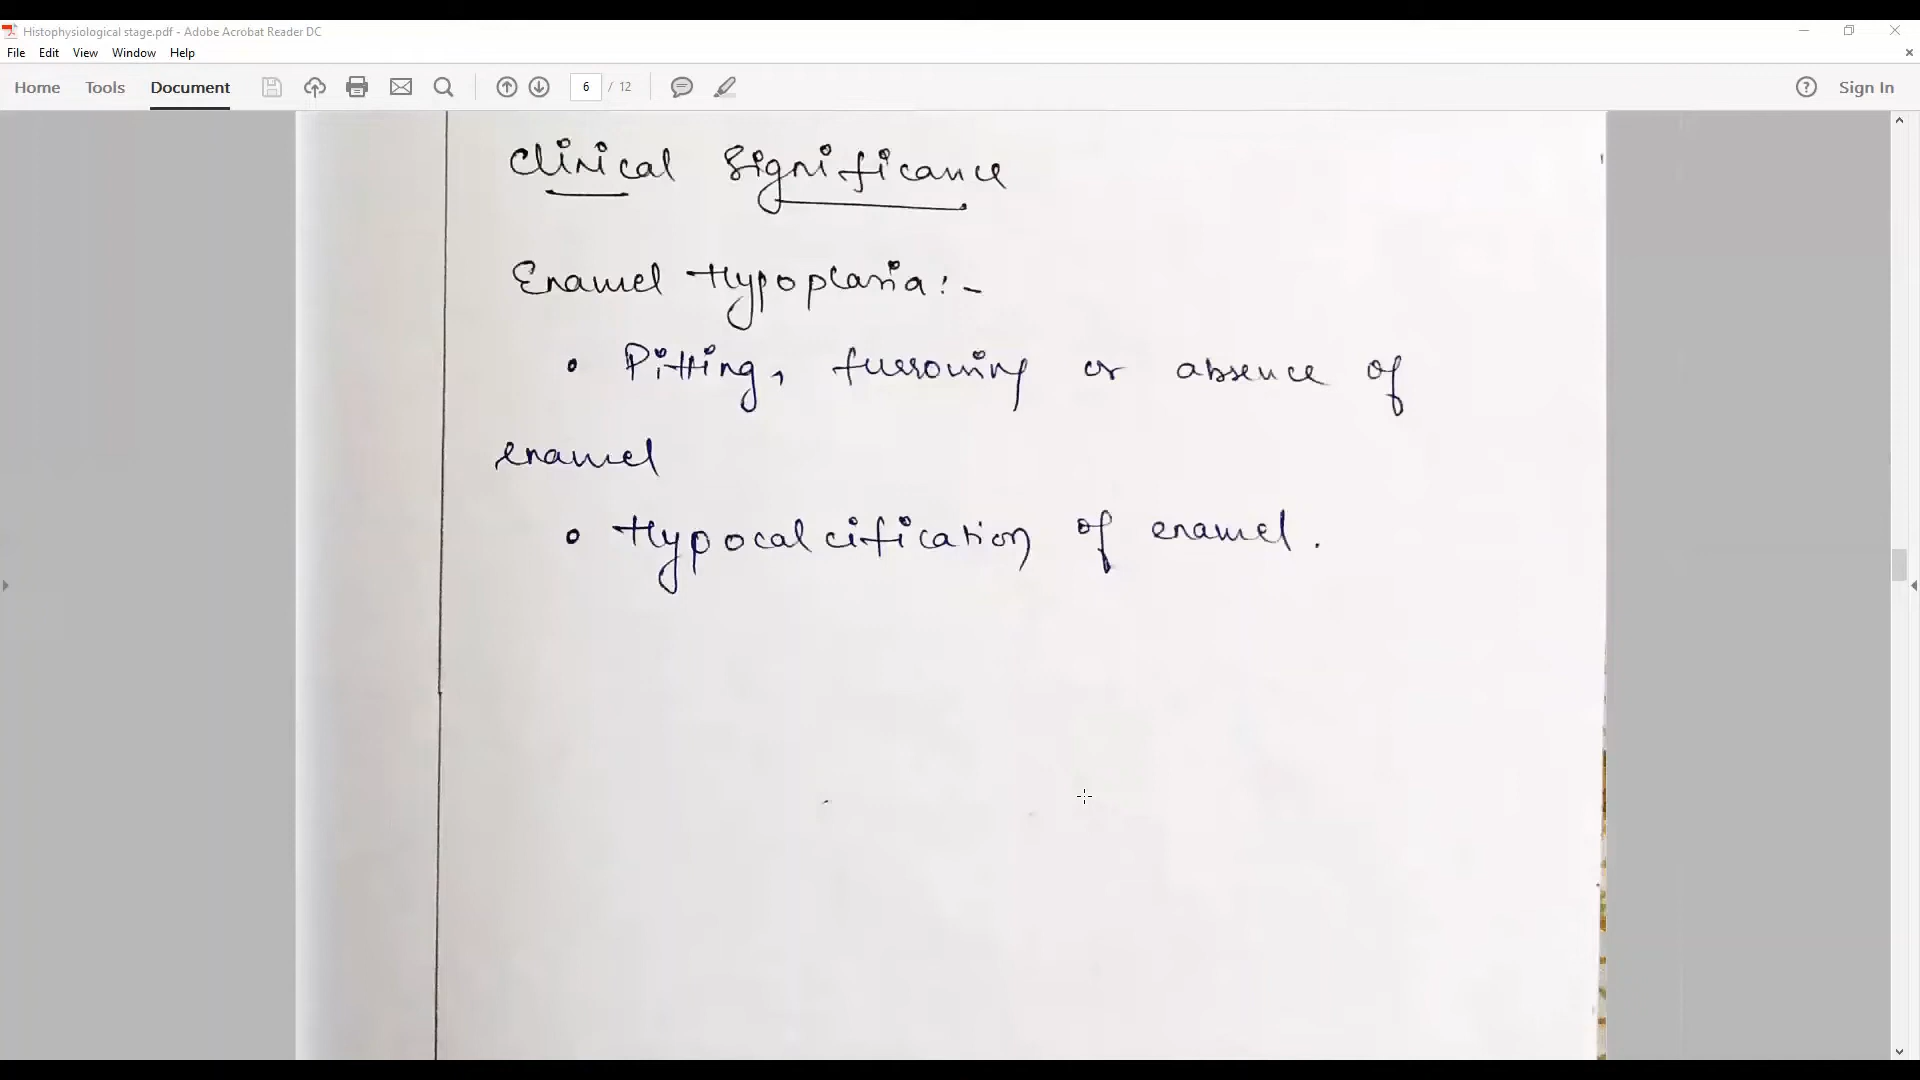 Histophysiological stage.pdf - Adobe Acrobat Reader DC
File Edit View Window Help
Home Tools Document 6 / 12 Sign In
Clinical Significance
Enamel Hypoplasia:-
• Pitting, furrowing or absence of
enamel
• Hypocalcification of enamel.